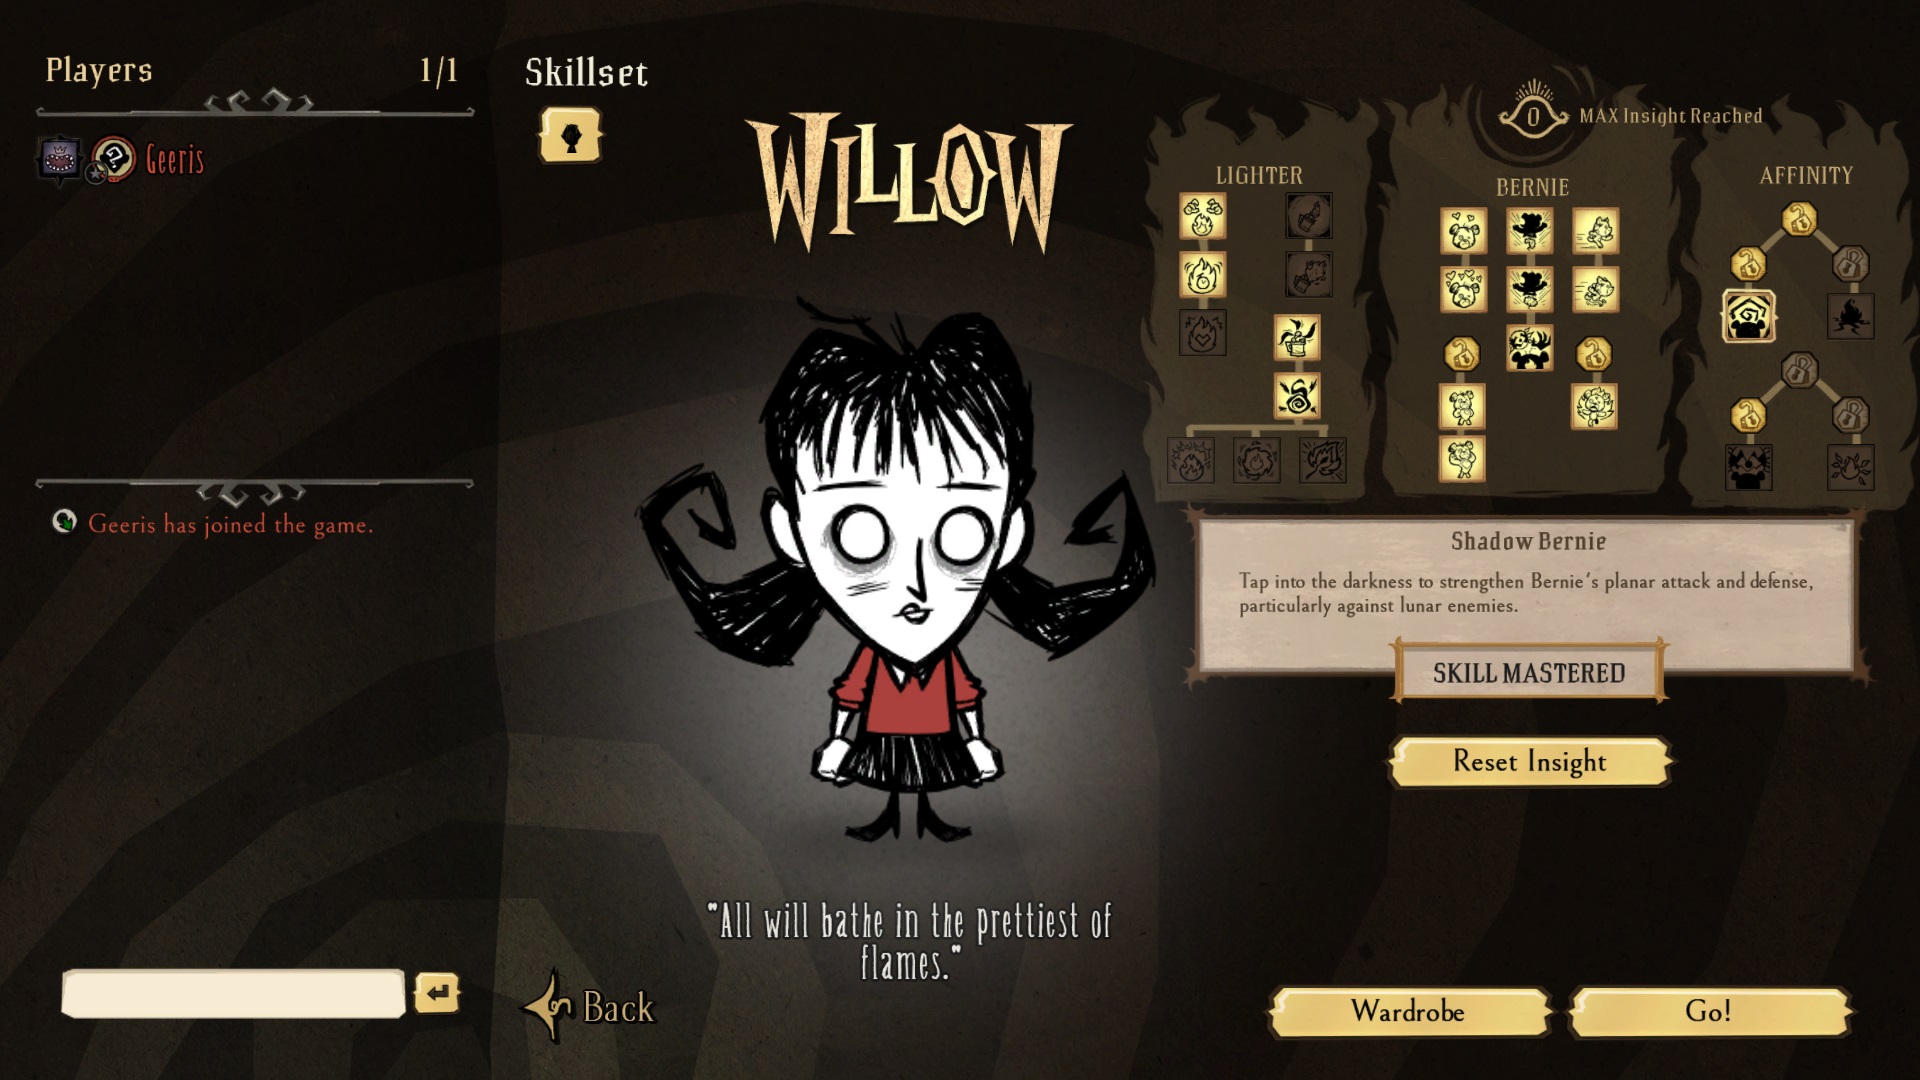 Players
1/1
Geeris
Geeris has joined the game.
Skillset
WILLOW
"All will bathe in the prettiest of
flames."
Back
0
MAX Insight Reached
LIGHTER
BERNIE
AFFINITY
Shadow Bernie
Tap into the darkness to strengthen Bernie's planar attack and defense,
particularly against lunar enemies.
SKILL MASTERED
Reset Insight
Wardrobe
Go!